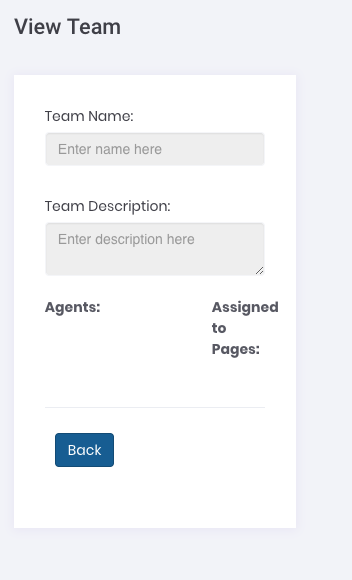 View Team
Team Name:
Enter name here
Team Description:
Enter description here
Agents:
Assigned
to
Pages:
Back